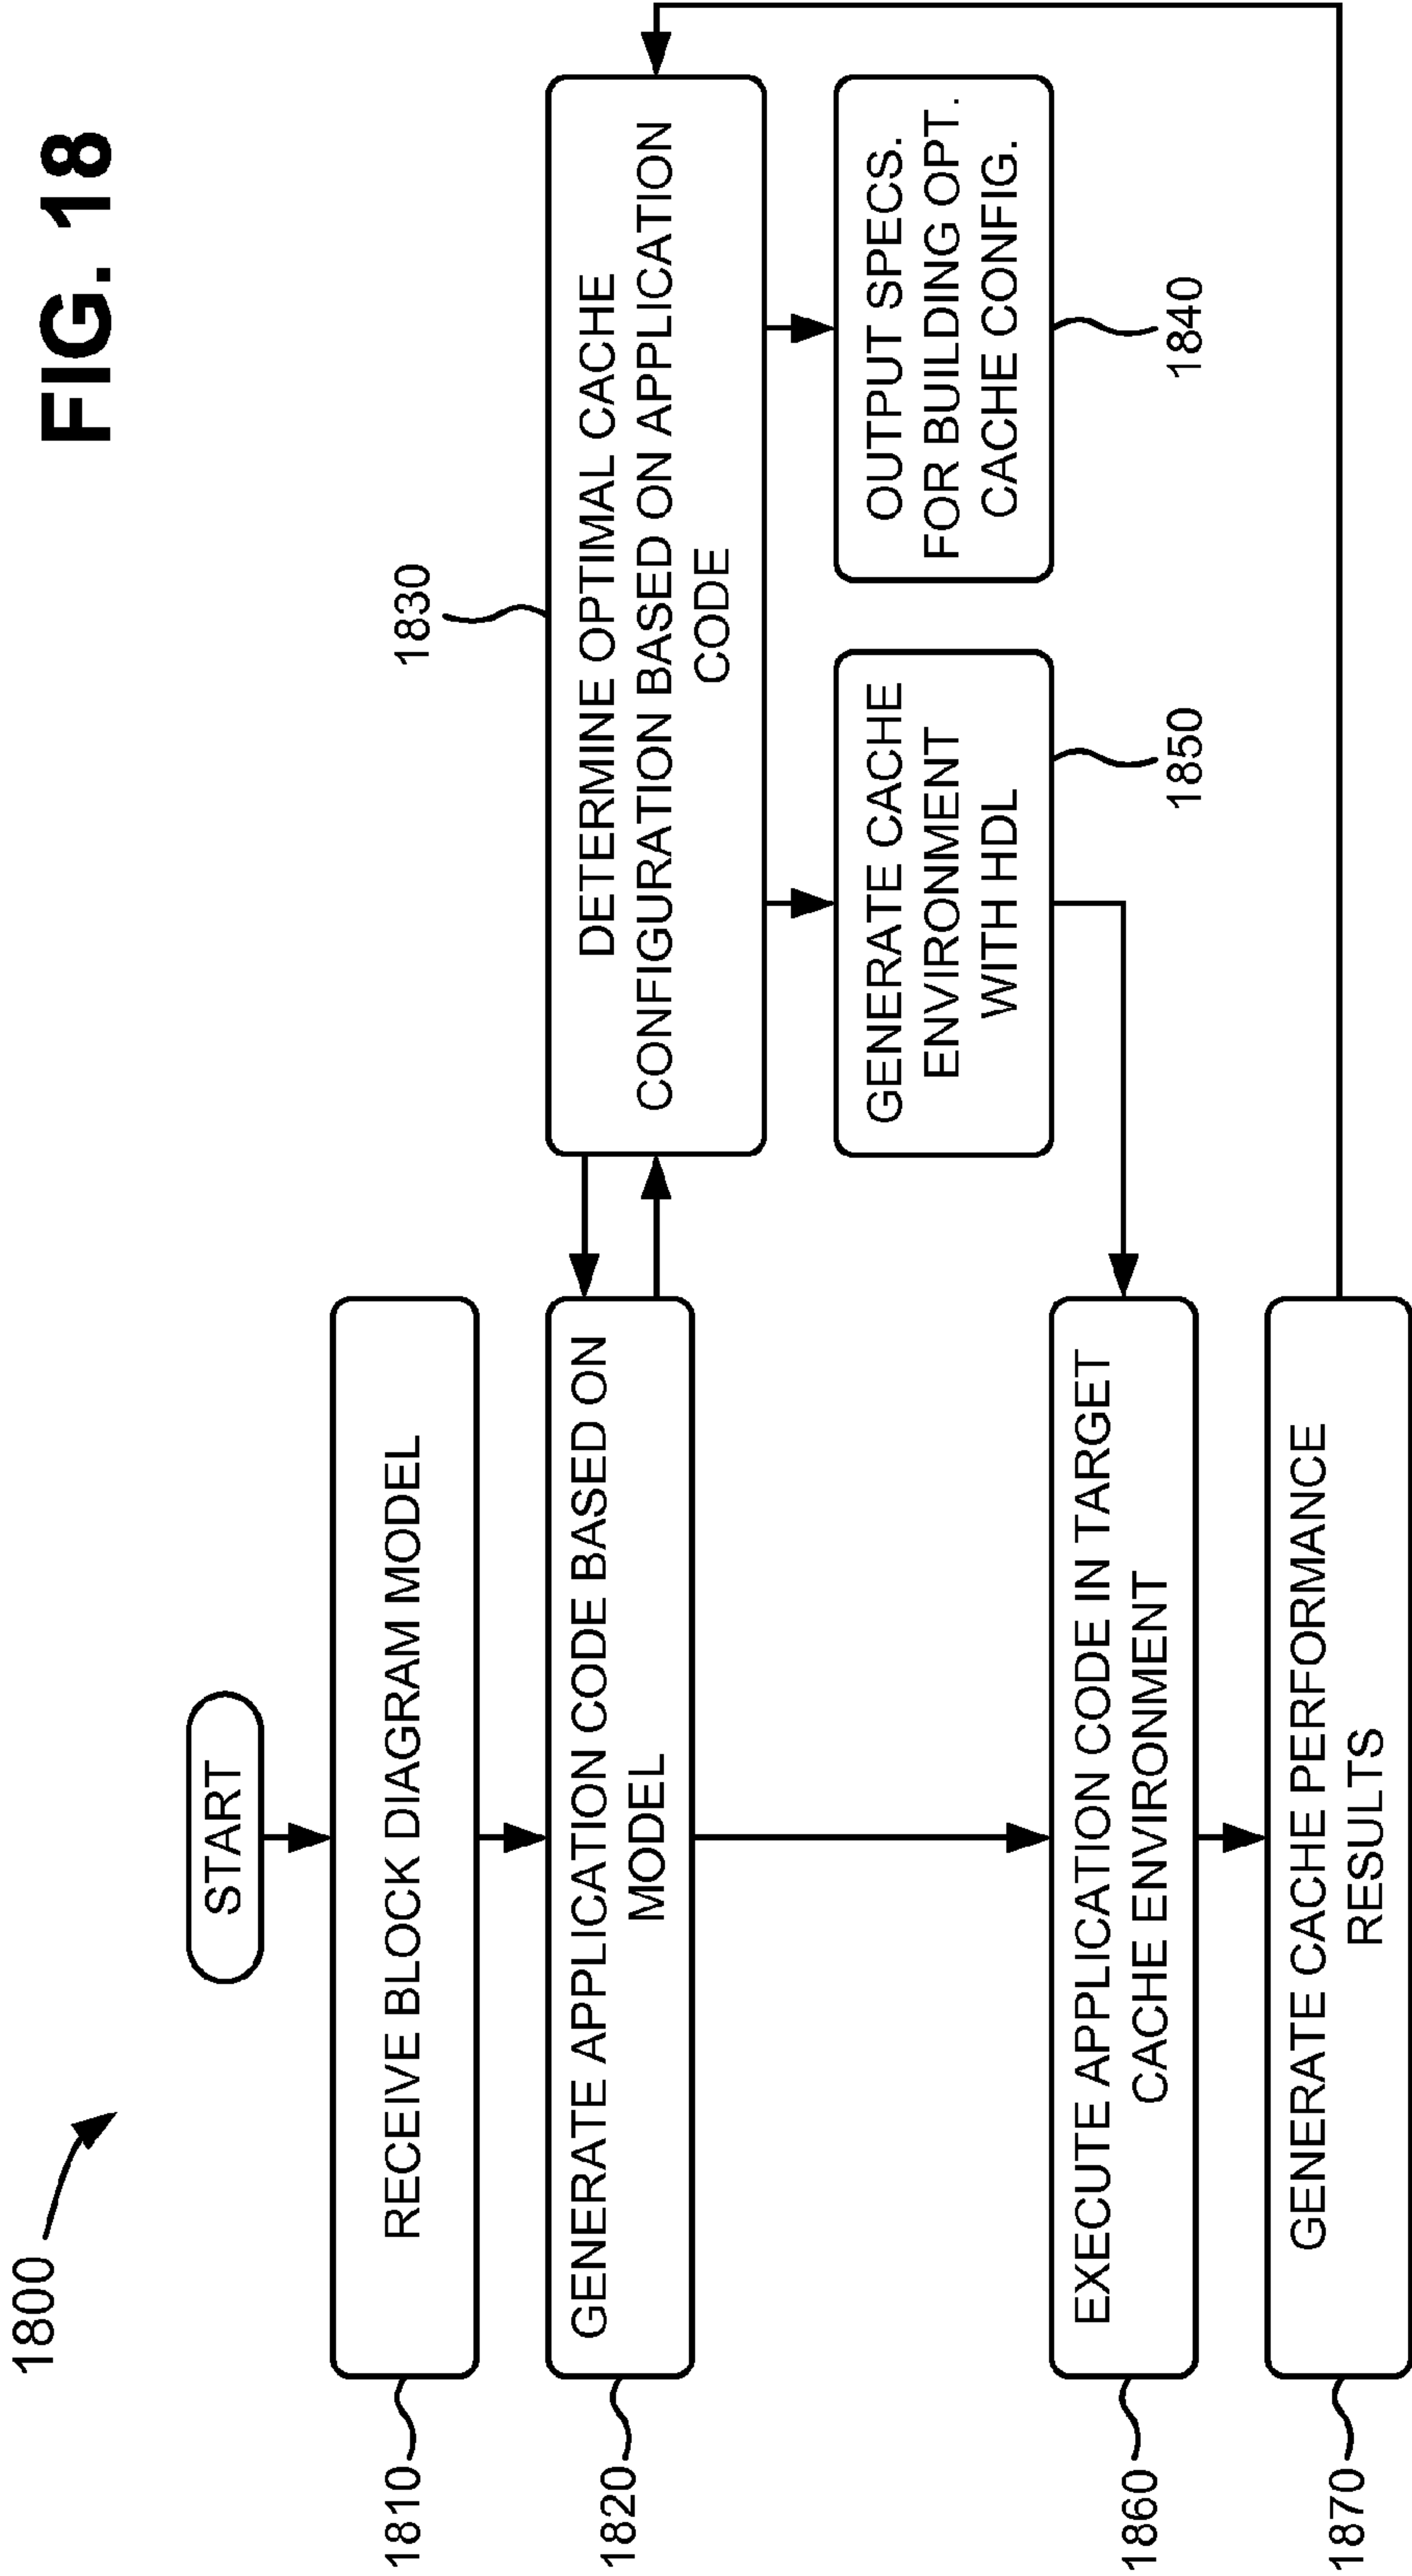 FIG. 18
1800
START
1810
RECEIVE BLOCK DIAGRAM MODEL
1820
GENERATE APPLICATION CODE BASED ON
MODEL
1830
DETERMINE OPTIMAL CACHE
CONFIGURATION BASED ON APPLICATION
CODE
GENERATE CACHE
ENVIRONMENT
WITH HDL
1850
OUTPUT SPECS.
FOR BUILDING OPT.
CACHE CONFIG.
1840
1860
EXECUTE APPLICATION CODE IN TARGET
CACHE ENVIRONMENT
1870
GENERATE CACHE PERFORMANCE
RESULTS